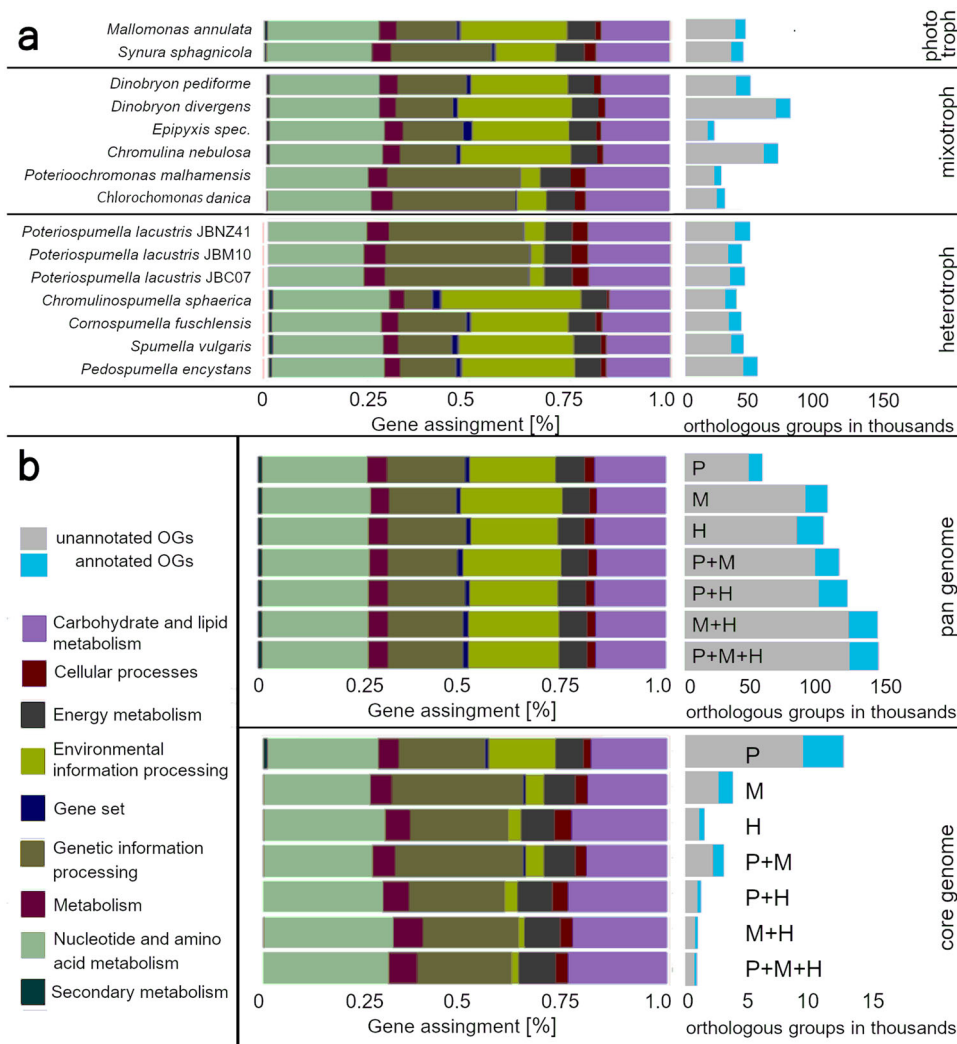 a
Mallomonas annulata
Synura sphagnicola
photo
troph
Dinobryon pediforme
Dinobryon divergens
Epipyxis spec.
Chromulina nebulosa
Poterioochromonas malhamensis
Chlorochomonas danica
mixotroph
Poteriospumella lacustris JBNZ41
Poteriospumella lacustris JBM10
Poteriospumella lacustris JBC07
Chromulinospumella sphaerica
Cornospumella fuschlensis
Spumella vulgaris
Pedospumella encystans
heterotroph
0 0.25 0.5 0.75 1.0
Gene assingment [%]
0 50 100 150
orthologous groups in thousands
b
unannotated OGs
annotated OGs
Carbohydrate and lipid
metabolism
Cellular processes
Energy metabolism
Environmental
information processing
Gene set
Genetic information
processing
Metabolism
Nucleotide and amino
acid metabolism
Secondary metabolism
P
M
H
P+M
P+H
M+H
P+M+H
pan genome
0 0.25 0.5 0.75 1.0
Gene assingment [%]
0 50 100 150
orthologous groups in thousands
P
M
H
P+M
P+H
M+H
P+M+H
core genome
0 0.25 0.5 0.75 1.0
Gene assingment [%]
0 5 10 15
orthologous groups in thousands